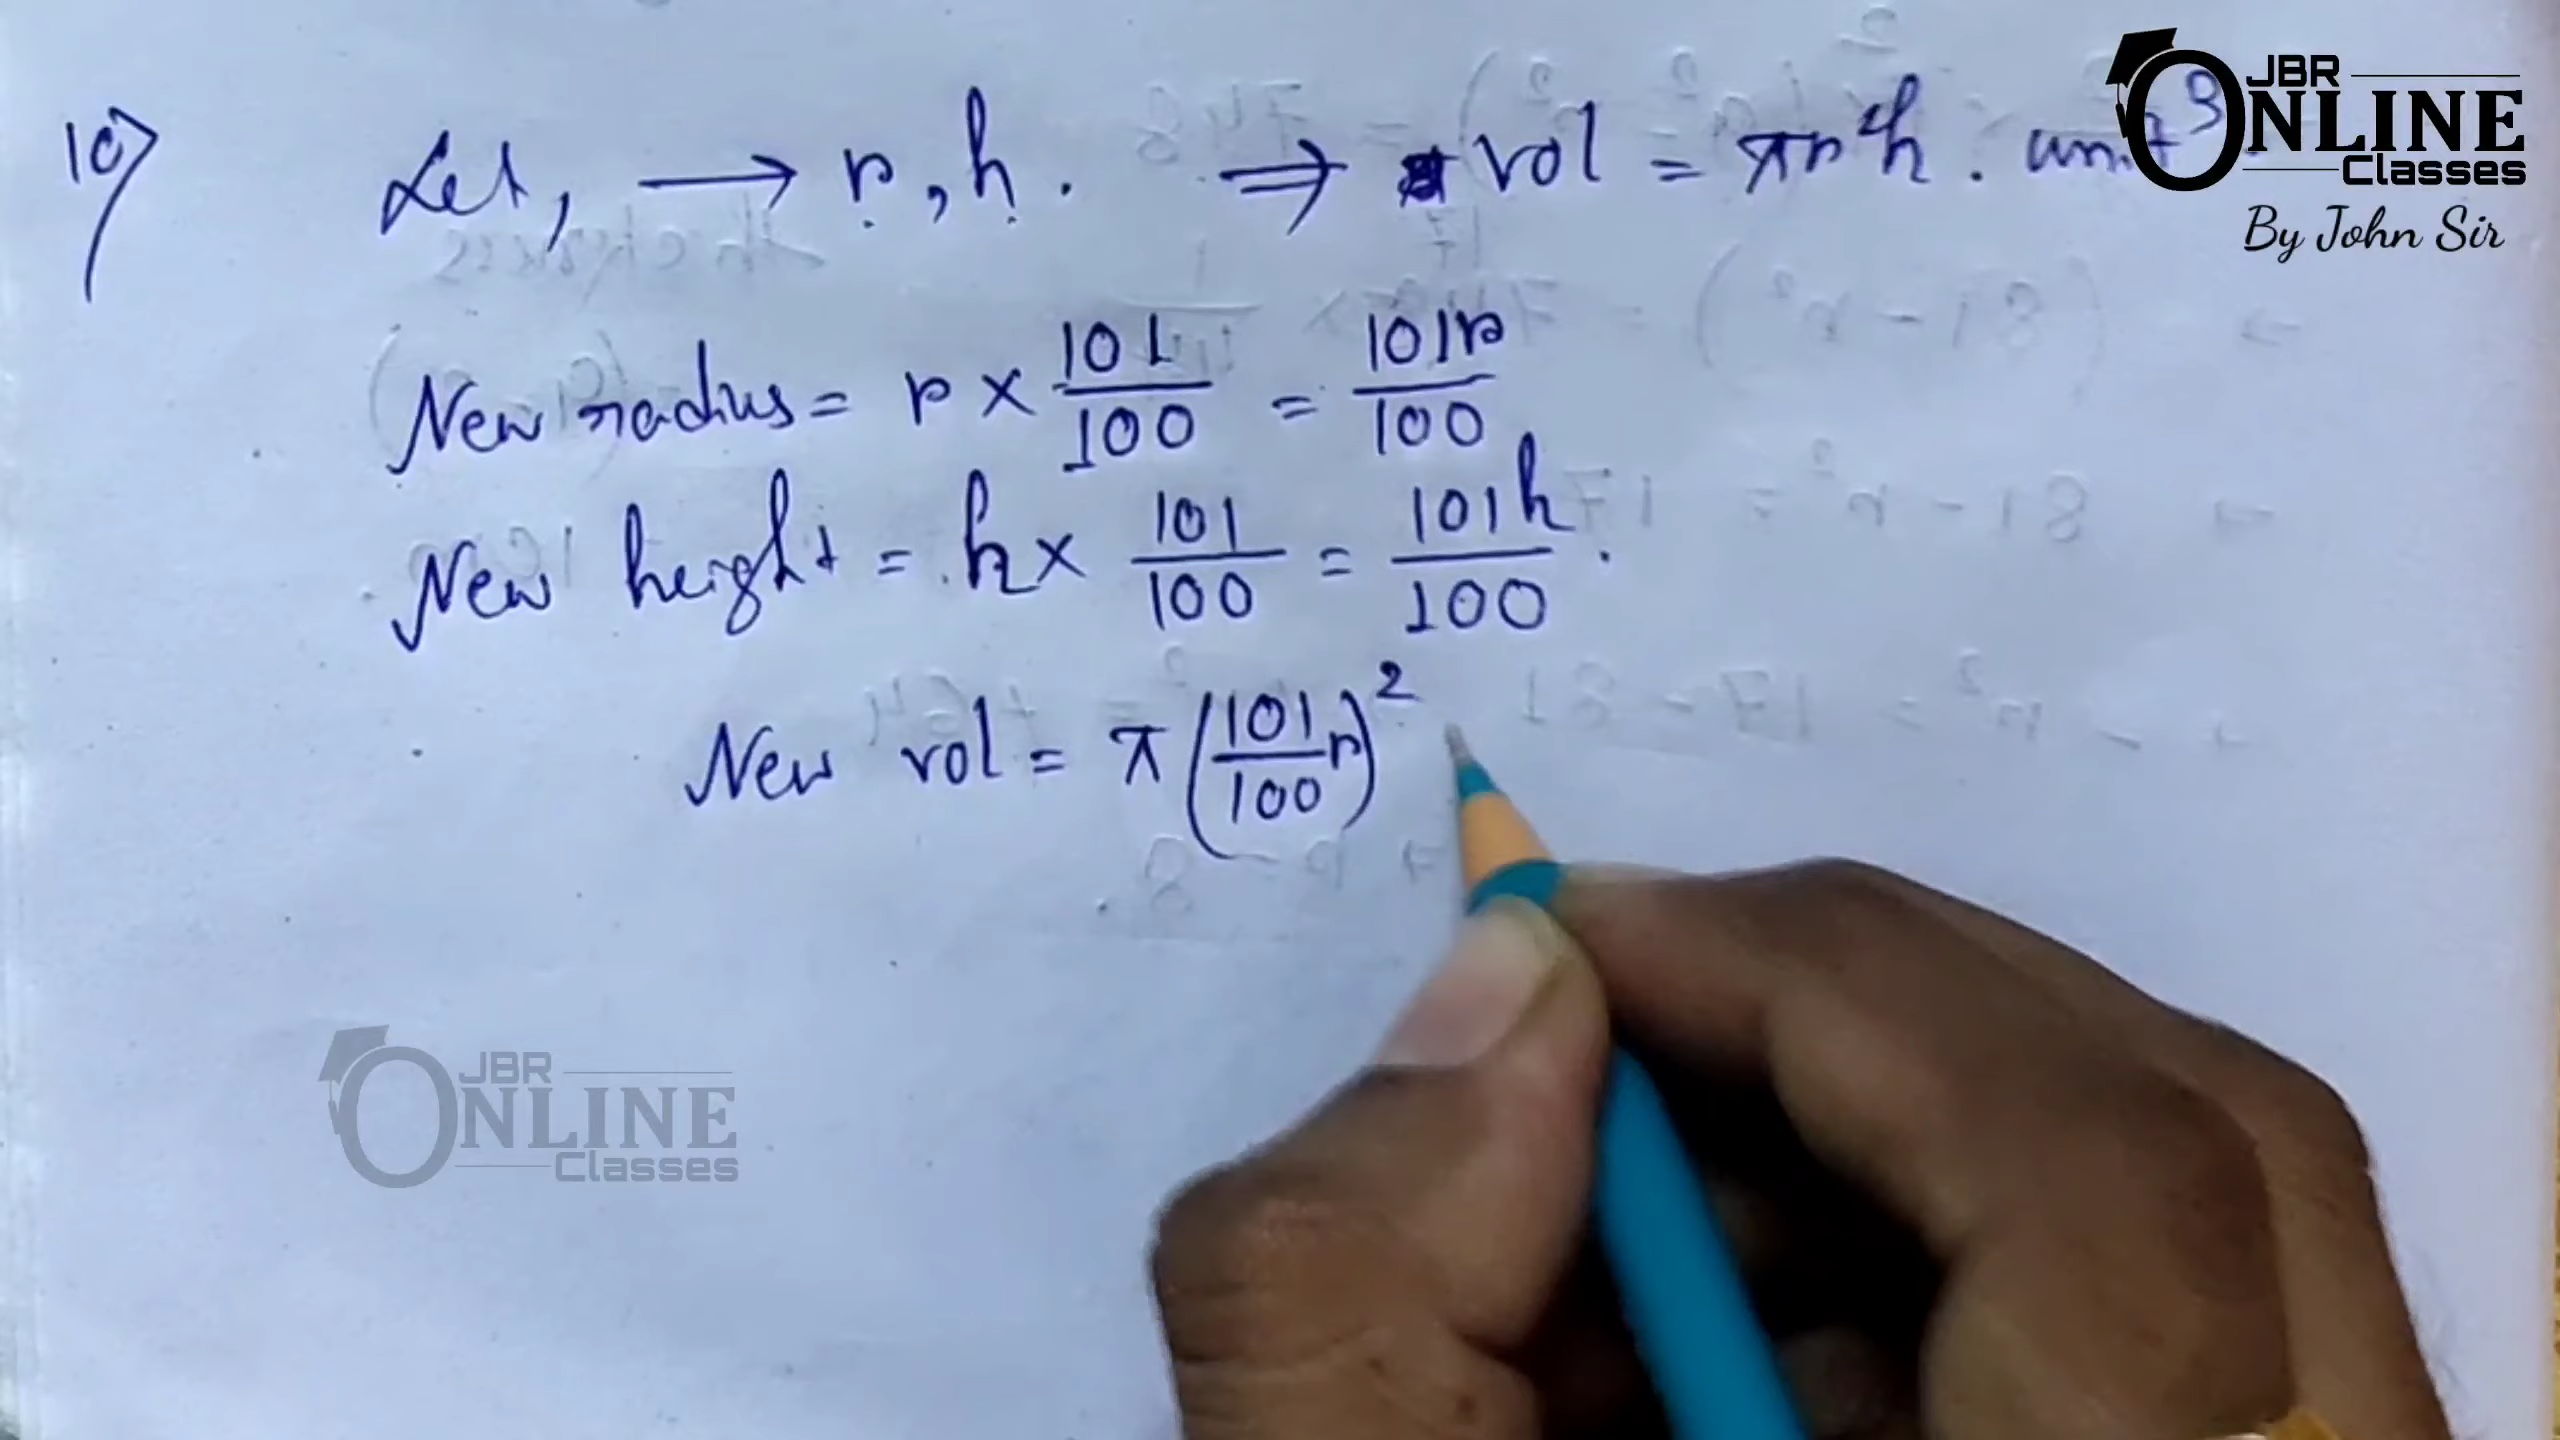 10) Let, → r, h. ⇒ vol = πr²h. unit³
New radius = r × 101/100 = 101r/100
New height = h × 101/100 = 101h/100.
New vol = π(101/100 r)²
JBR
ONLINE
Classes
By John Sir
JBR
ONLINE
Classes